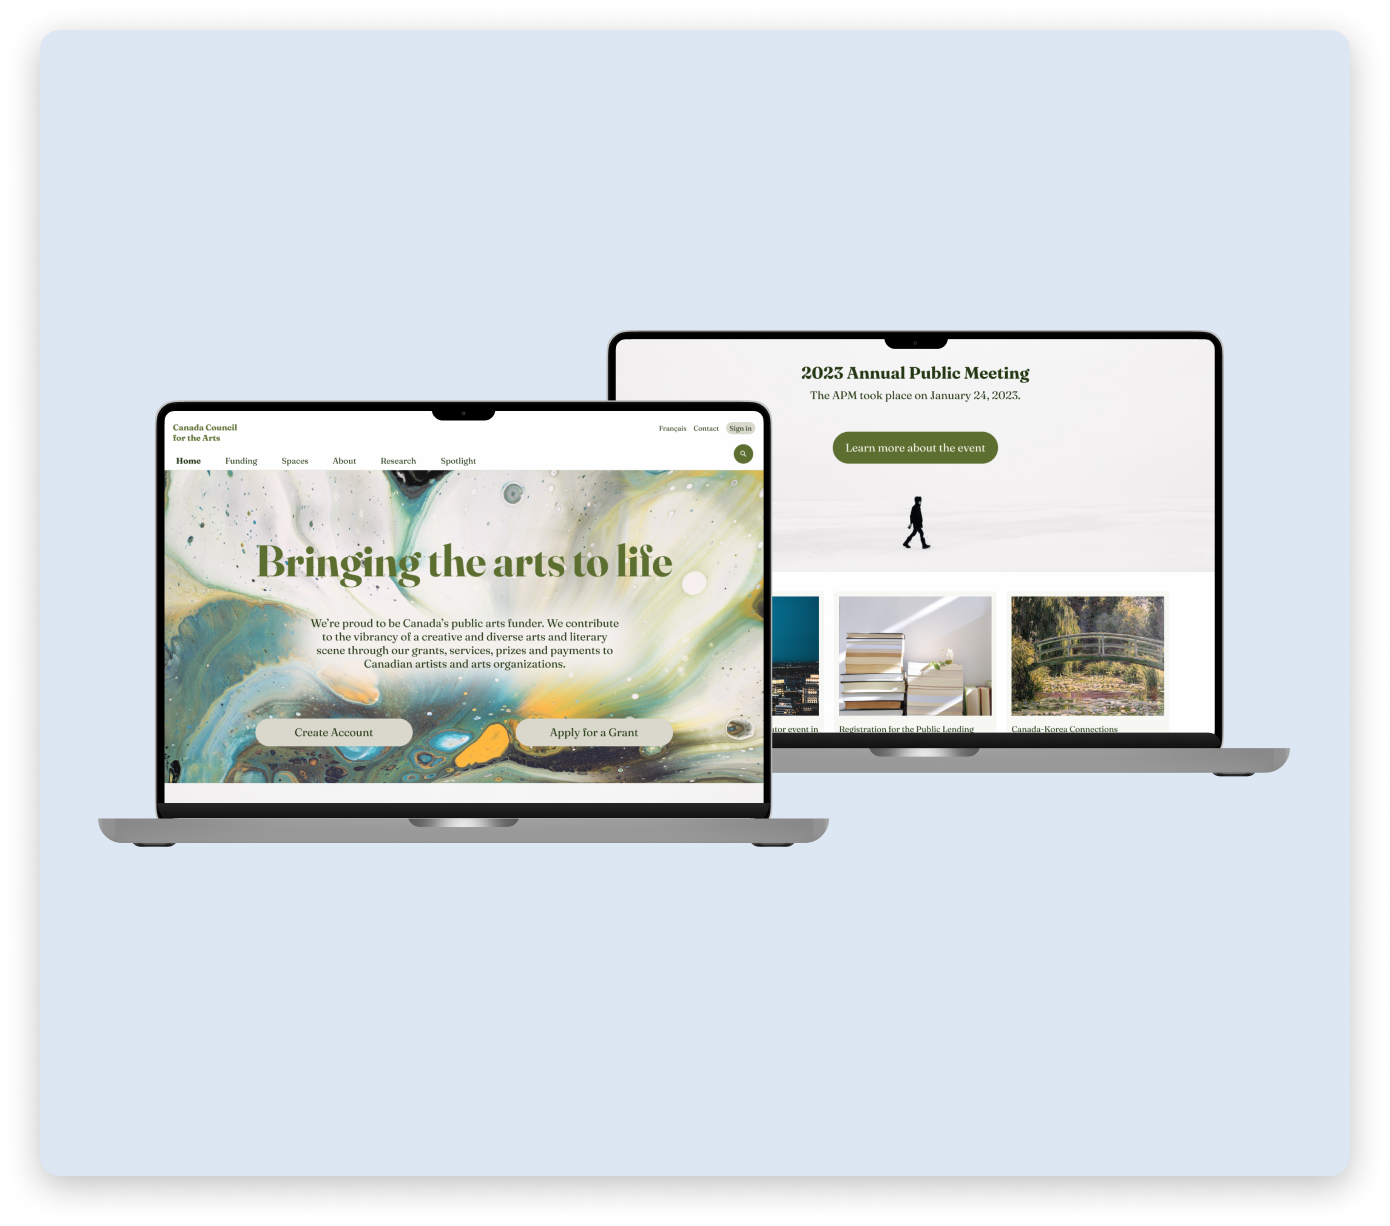 Canada Council
for the Arts
Français Contact Sign in
Home Funding Spaces About Research Spotlight
Bringing the arts to life
We're proud to be Canada's public arts funder. We contribute
to the vibrancy of a creative and diverse arts and literary
scene through our grants, services, prizes and payments to
Canadian artists and arts organizations.
Create Account Apply for a Grant
2023 Annual Public Meeting
The APM took place on January 24, 2023.
Learn more about the event
event in
Registration for the Public Lending
Canada-Korea Connections